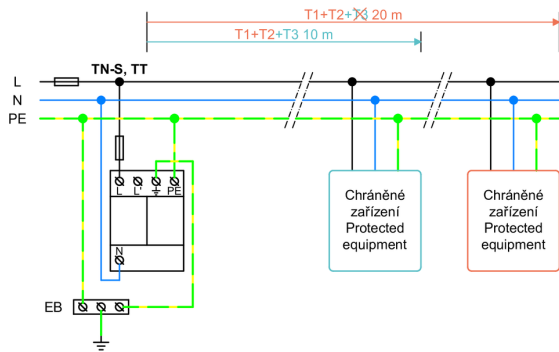 T1+T2+T3 20 m
T1+T2+T3 10 m
TN-S, TT
L
N
PE
L
L'
PE
N
EB
Chráněné
zařízení
Protected
equipment
Chráněné
zařízení
Protected
equipment